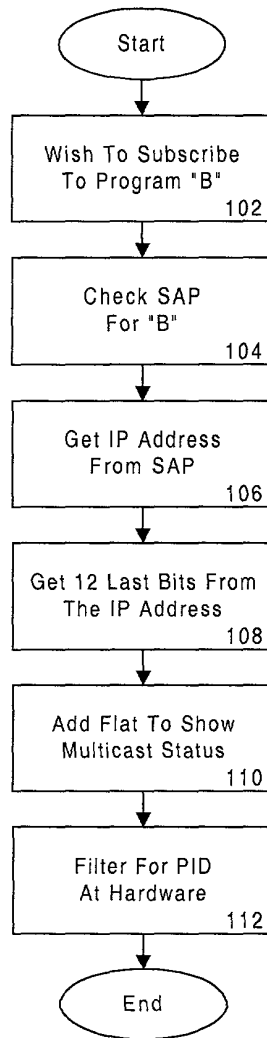 Start
Wish To Subscribe
To Program "B"
102
Check SAP
For "B"
104
Get IP Address
From SAP
106
Get 12 Last Bits From
The IP Address
108
Add Flat To Show
Multicast Status
110
Filter For PID
At Hardware
112
End